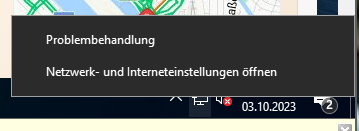 Problembehandlung
Netzwerk- und Interneteinstellungen öffnen
03.10.2023
2